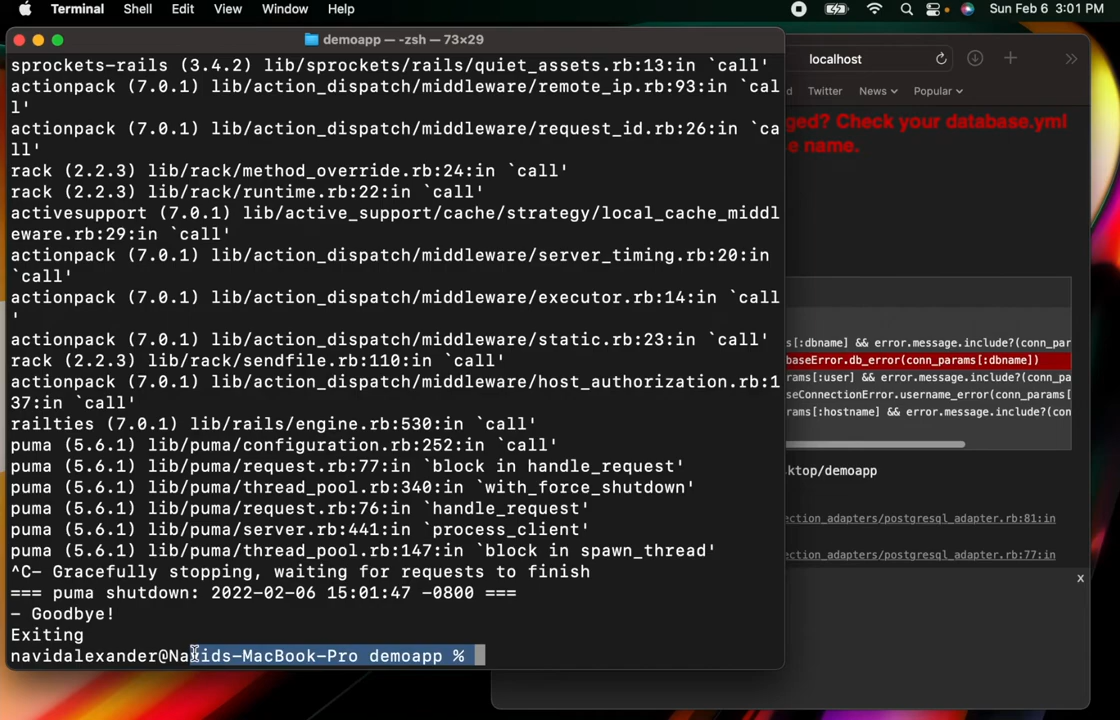 Terminal Shell Edit View Window Help Sun Feb 6 3:01 PM
demoapp — -zsh — 73×29
sprockets-rails (3.4.2) lib/sprockets/rails/quiet_assets.rb:13:in `call'
actionpack (7.0.1) lib/action_dispatch/middleware/remote_ip.rb:93:in `cal
l'
actionpack (7.0.1) lib/action_dispatch/middleware/request_id.rb:26:in `ca
ll'
rack (2.2.3) lib/rack/method_override.rb:24:in `call'
rack (2.2.3) lib/rack/runtime.rb:22:in `call'
activesupport (7.0.1) lib/active_support/cache/strategy/local_cache_middl
eware.rb:29:in `call'
actionpack (7.0.1) lib/action_dispatch/middleware/server_timing.rb:20:in
`call'
actionpack (7.0.1) lib/action_dispatch/middleware/executor.rb:14:in `call
'
actionpack (7.0.1) lib/action_dispatch/middleware/static.rb:23:in `call'
rack (2.2.3) lib/rack/sendfile.rb:110:in `call'
actionpack (7.0.1) lib/action_dispatch/middleware/host_authorization.rb:1
37:in `call'
railties (7.0.1) lib/rails/engine.rb:530:in `call'
puma (5.6.1) lib/puma/configuration.rb:252:in `call'
puma (5.6.1) lib/puma/request.rb:77:in `block in handle_request'
puma (5.6.1) lib/puma/thread_pool.rb:340:in `with_force_shutdown'
puma (5.6.1) lib/puma/request.rb:76:in `handle_request'
puma (5.6.1) lib/puma/server.rb:441:in `process_client'
puma (5.6.1) lib/puma/thread_pool.rb:147:in `block in spawn_thread'
^C- Gracefully stopping, waiting for requests to finish
=== puma shutdown: 2022-02-06 15:01:47 -0800 ===
- Goodbye!
Exiting
navidalexander@Navids-MacBook-Pro demoapp %
localhost
d Twitter News Popular
ged? Check your database.yml
e name.
s[:dbname] && error.message.include?(conn_par
baseError.db_error(conn_params[:dbname])
rams[:user] && error.message.include?(conn_pa
seConnectionError.username_error(conn_params[
rams[:hostname] && error.message.include?(con
ktop/demoapp
ection_adapters/postgresql_adapter.rb:81:in
ection_adapters/postgresql_adapter.rb:77:in
x